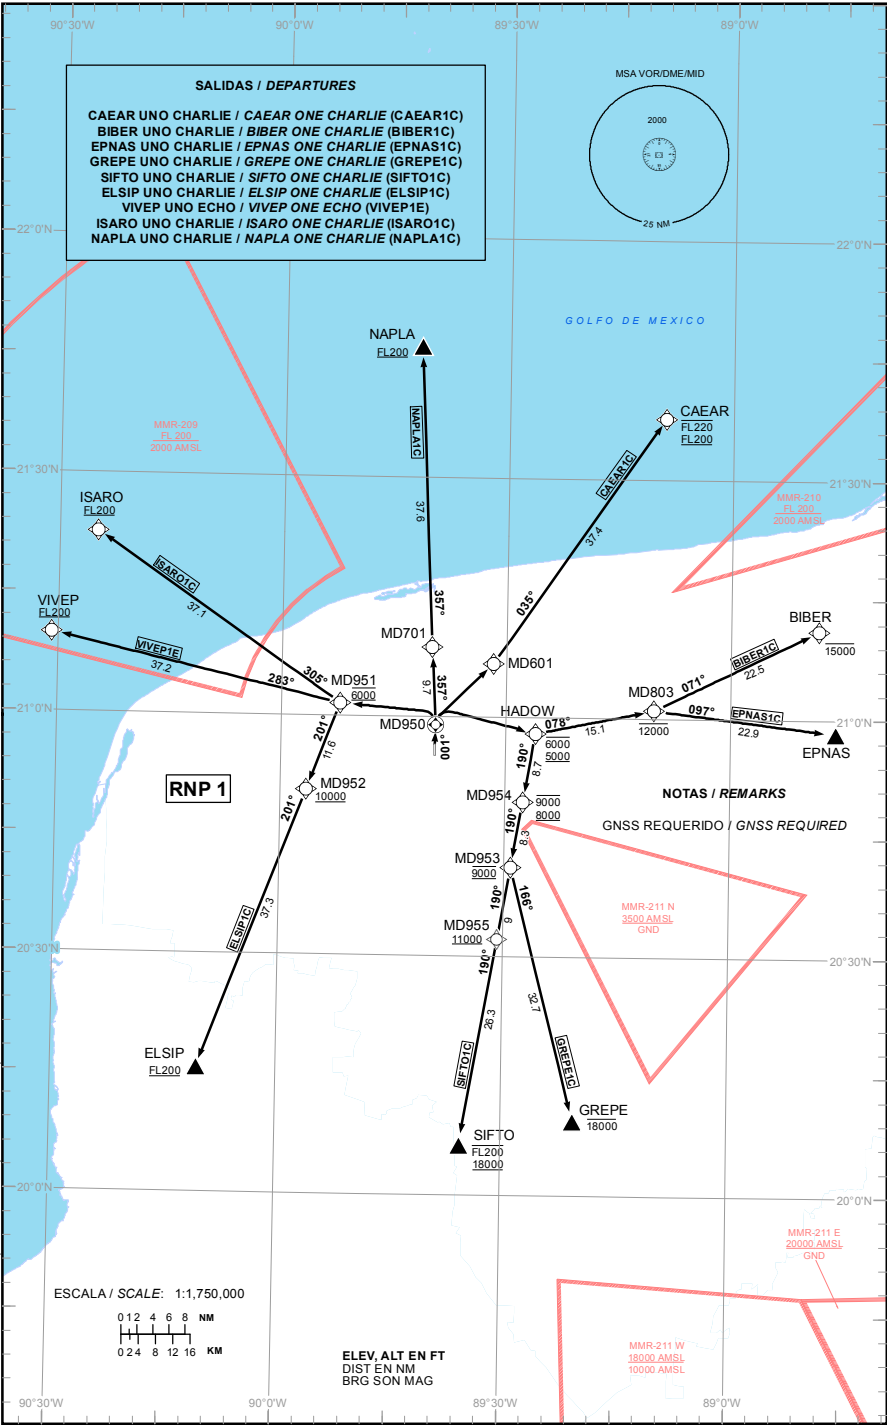 90°30'W
90°0'W
89°30'W
89°0'W
SALIDAS / DEPARTURES
CAEAR UNO CHARLIE / CAEAR ONE CHARLIE (CAEAR1C)
BIBER UNO CHARLIE / BIBER ONE CHARLIE (BIBER1C)
EPNAS UNO CHARLIE / EPNAS ONE CHARLIE (EPNAS1C)
GREPE UNO CHARLIE / GREPE ONE CHARLIE (GREPE1C)
SIFTO UNO CHARLIE / SIFTO ONE CHARLIE (SIFTO1C)
ELSIP UNO CHARLIE / ELSIP ONE CHARLIE (ELSIP1C)
VIVEP UNO ECHO / VIVEP ONE ECHO (VIVEP1E)
ISARO UNO CHARLIE / ISARO ONE CHARLIE (ISARO1C)
NAPLA UNO CHARLIE / NAPLA ONE CHARLIE (NAPLA1C)
MSA VOR/DME/MID
2000
25 NM
22°0'N
22°0'N
GOLFO DE MEXICO
NAPLA
FL200
NAPLA1C
37.6
357°
CAEAR
FL220
FL200
CAEAR1C
37.4
035°
MMR-209
FL 200
2000 AMSL
21°30'N
21°30'N
MMR-210
FL 200
2000 AMSL
ISARO
FL200
ISARO1C
37.1
305°
VIVEP
FL200
VIVEP1E
37.2
283°
MD701
357°
9.7
MD601
BIBER
15000
BIBER1C
22.5
071°
MD951
6000
201°
11.6
MD950
001°
HADOW
6000
5000
078°
15.1
MD803
12000
097°
EPNAS1C
22.9
EPNAS
21°0'N
21°0'N
190°
8.7
RNP 1
MD952
10000
201°
MD954
9000
8000
190°
8.3
NOTAS / REMARKS
GNSS REQUERIDO / GNSS REQUIRED
MD953
9000
190°
9
166°
MMR-211 N
3500 AMSL
GND
MD955
11000
190°
37.3
ELSIP1C
20°30'N
20°30'N
32.7
26.3
ELSIP
FL200
SIFTO1C
GREPE1C
GREPE
18000
SIFTO
FL200
18000
20°0'N
20°0'N
MMR-211 E
20000 AMSL
GND
ESCALA / SCALE: 1:1,750,000
0 1 2 4 6 8 NM
0 2 4 8 12 16 KM
MMR-211 W
18000 AMSL
10000 AMSL
ELEV, ALT EN FT
DIST EN NM
BRG SON MAG
90°30'W
90°0'W
89°30'W
89°0'W